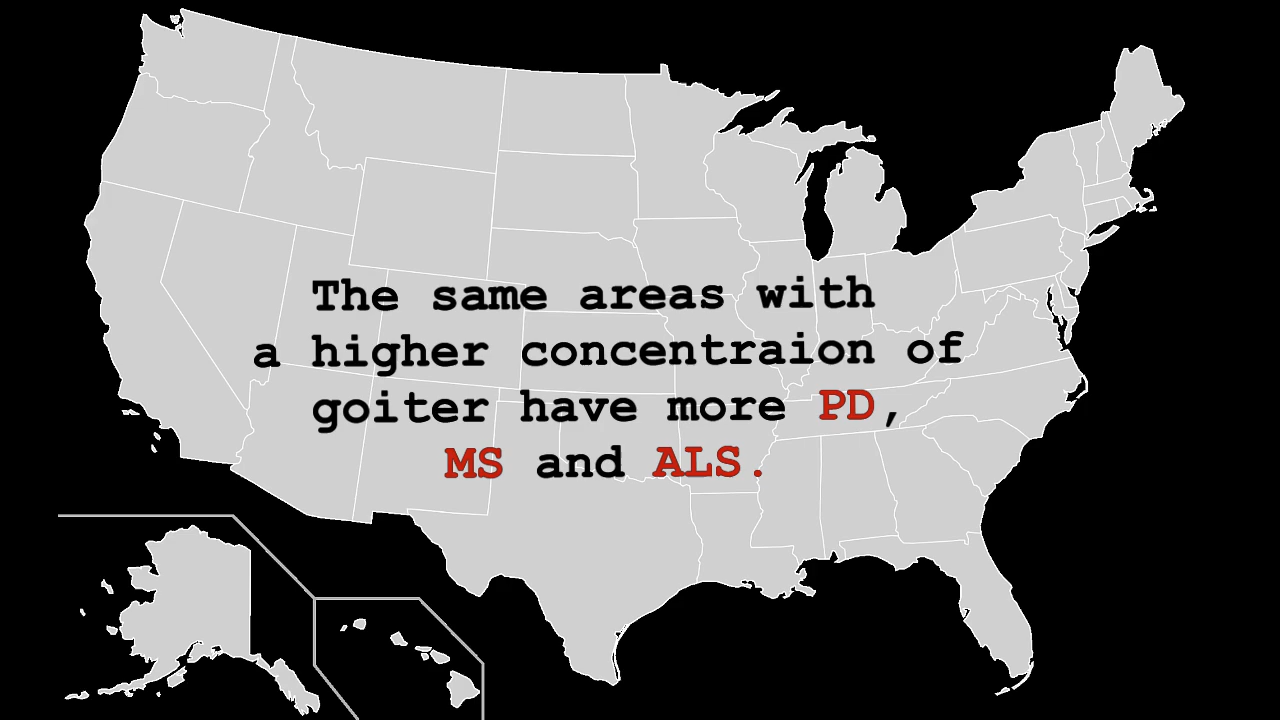 The same areas with
a higher concentraion of
goiter have more PD,
MS and ALS.